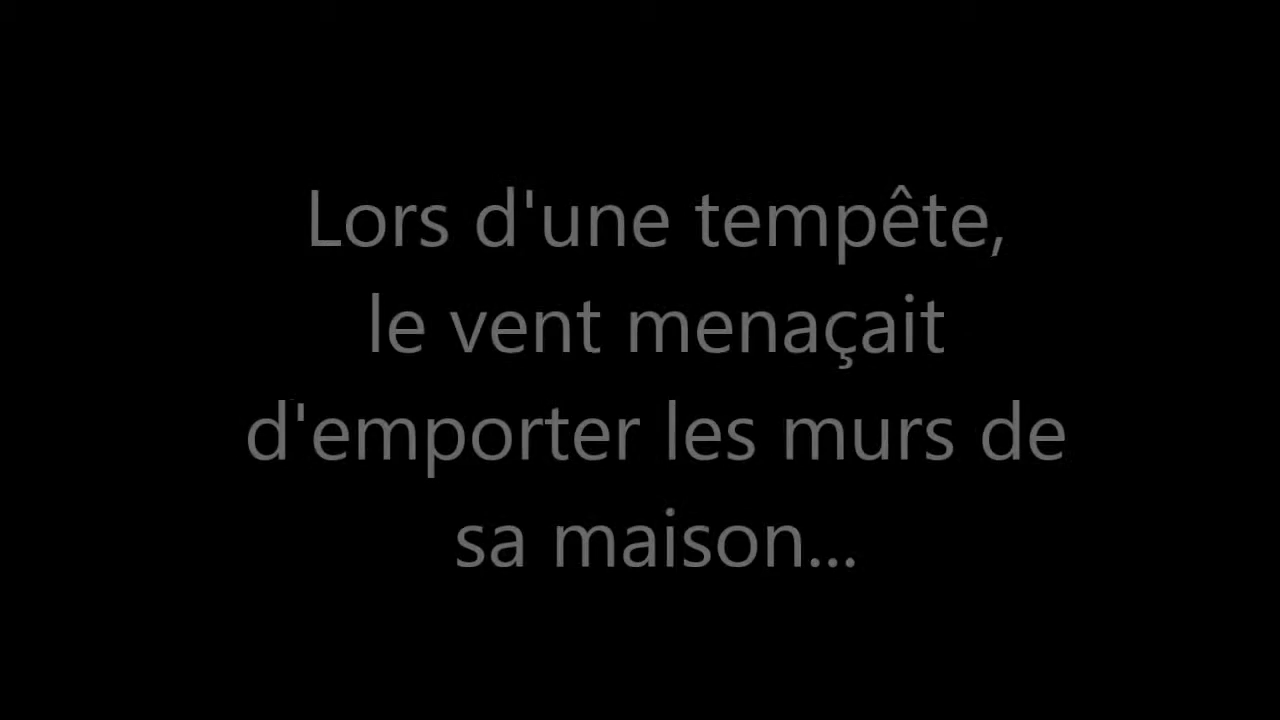 Lors d'une tempête,
le vent menaçait
d'emporter les murs de
sa maison...